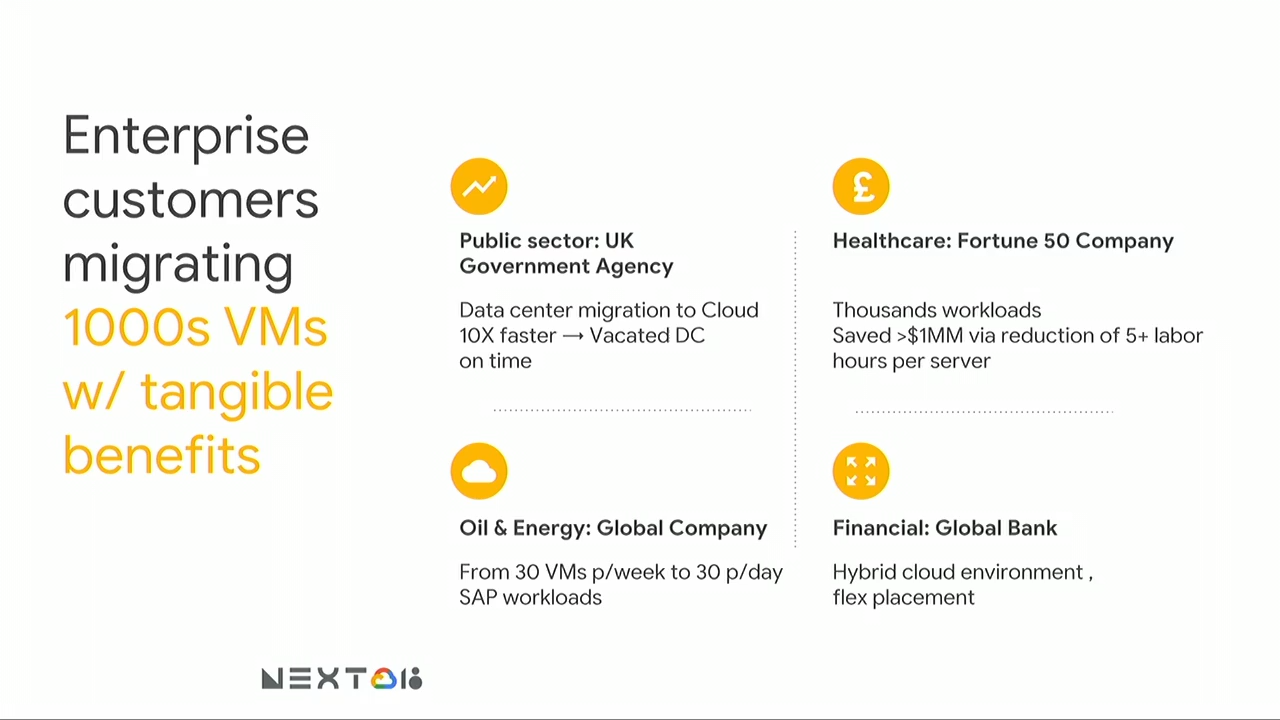 Enterprise
customers
migrating
1000s VMs
w/ tangible
benefits
Public sector: UK
Government Agency
Data center migration to Cloud
10X faster → Vacated DC
on time
Healthcare: Fortune 50 Company
Thousands workloads
Saved >$1MM via reduction of 5+ labor
hours per server
Oil & Energy: Global Company
From 30 VMs p/week to 30 p/day
SAP workloads
Financial: Global Bank
Hybrid cloud environment ,
flex placement
NEXT 18